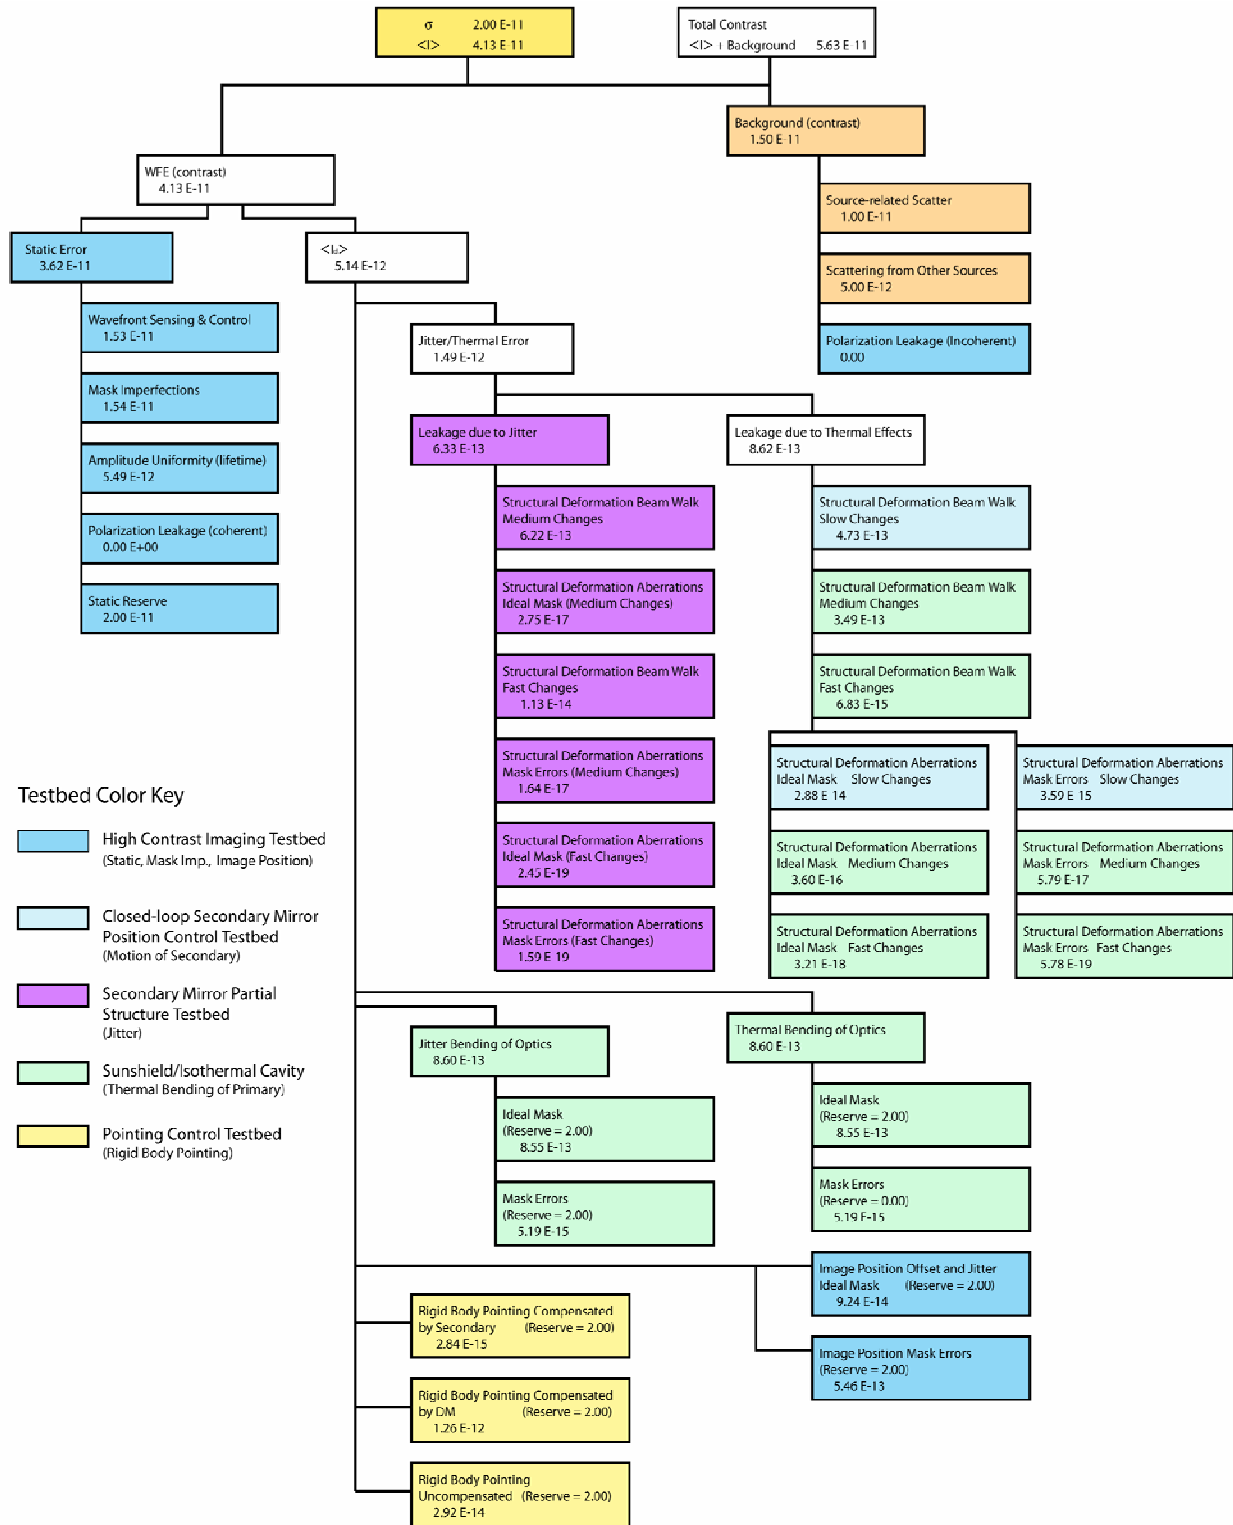 σ 2.00 E-11
<I> 4.13 E-11
Total Contrast
<I> + Background 5.63 E-11
Background (contrast)
1.50 E-11
WFE (contrast)
4.13 E-11
Source-related Scatter
1.00 E-11
Static Error
3.62 E-11
5.14 E-12
Scattering from Other Sources
5.00 E-12
Wavefront Sensing & Control
1.53 E-11
Jitter/Thermal Error
1.49 E-12
Polarization Leakage (Incoherent)
0.00
Mask Imperfections
1.54 E-11
Leakage due to Jitter
6.33 E-13
Leakage due to Thermal Effects
8.62 E-13
Amplitude Uniformity (lifetime)
5.49 E-12
Structural Deformation Beam Walk
Medium Changes
6.22 E-13
Structural Deformation Beam Walk
Slow Changes
4.73 E-13
Polarization Leakage (coherent)
0.00 E+00
Structural Deformation Aberrations
Ideal Mask (Medium Changes)
2.75 E-17
Structural Deformation Beam Walk
Medium Changes
3.49 E-13
Static Reserve
2.00 E-11
Structural Deformation Beam Walk
Fast Changes
1.13 E-14
Structural Deformation Beam Walk
Fast Changes
6.83 E-15
Structural Deformation Aberrations
Mask Errors (Medium Changes)
1.64 E-17
Structural Deformation Aberrations
Ideal Mask Slow Changes
2.88 E-14
Structural Deformation Aberrations
Mask Errors Slow Changes
3.59 E-15
Structural Deformation Aberrations
Ideal Mask (Fast Changes)
2.45 E-19
Structural Deformation Aberrations
Ideal Mask Medium Changes
3.60 E-16
Structural Deformation Aberrations
Mask Errors Medium Changes
5.79 E-17
Structural Deformation Aberrations
Mask Errors (Fast Changes)
1.59 E-19
Structural Deformation Aberrations
Ideal Mask Fast Changes
3.21 E-18
Structural Deformation Aberrations
Mask Errors Fast Changes
5.78 E-19
Testbed Color Key
High Contrast Imaging Testbed
(Static, Mask Imp., Image Position)
Closed-loop Secondary Mirror
Position Control Testbed
(Motion of Secondary)
Secondary Mirror Partial
Structure Testbed
(Jitter)
Sunshield/Isothermal Cavity
(Thermal Bending of Primary)
Pointing Control Testbed
(Rigid Body Pointing)
Jitter Bending of Optics
8.60 E-13
Thermal Bending of Optics
8.60 E-13
Ideal Mask
(Reserve = 2.00)
8.55 E-13
Ideal Mask
(Reserve = 2.00)
8.55 E-13
Mask Errors
(Reserve = 2.00)
5.19 E-15
Mask Errors
(Reserve = 0.00)
5.19 E-15
Image Position Offset and Jitter
Ideal Mask (Reserve = 2.00)
9.24 E-14
Rigid Body Pointing Compensated
by Secondary (Reserve = 2.00)
2.84 E-15
Image Position Mask Errors
(Reserve = 2.00)
5.46 E-13
Rigid Body Pointing Compensated
by DM (Reserve = 2.00)
1.26 E-12
Rigid Body Pointing
Uncompensated (Reserve = 2.00)
2.92 E-14